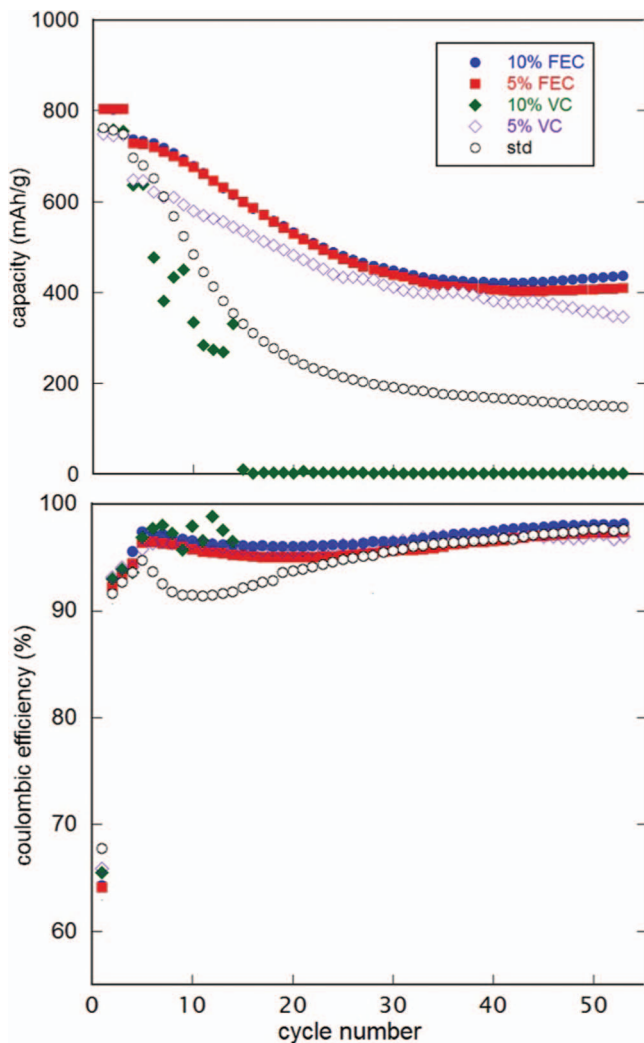 1000
800
600
400
200
0
capacity (mAh/g)
10% FEC
5% FEC
10% VC
5% VC
std
100
90
80
70
60
coulombic efficiency (%)
0
10
20
30
40
50
cycle number